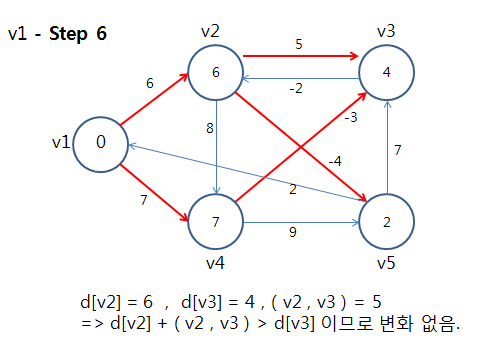 v1 - Step 6
v2
v3
5
6
6
4
-2
8
-3
v1
0
-4
7
7
2
7
9
2
v4
v5
d[v2] = 6 , d[v3] = 4 , ( v2 , v3 ) = 5
=> d[v2] + ( v2 , v3 ) > d[v3] 이므로 변화 없음.